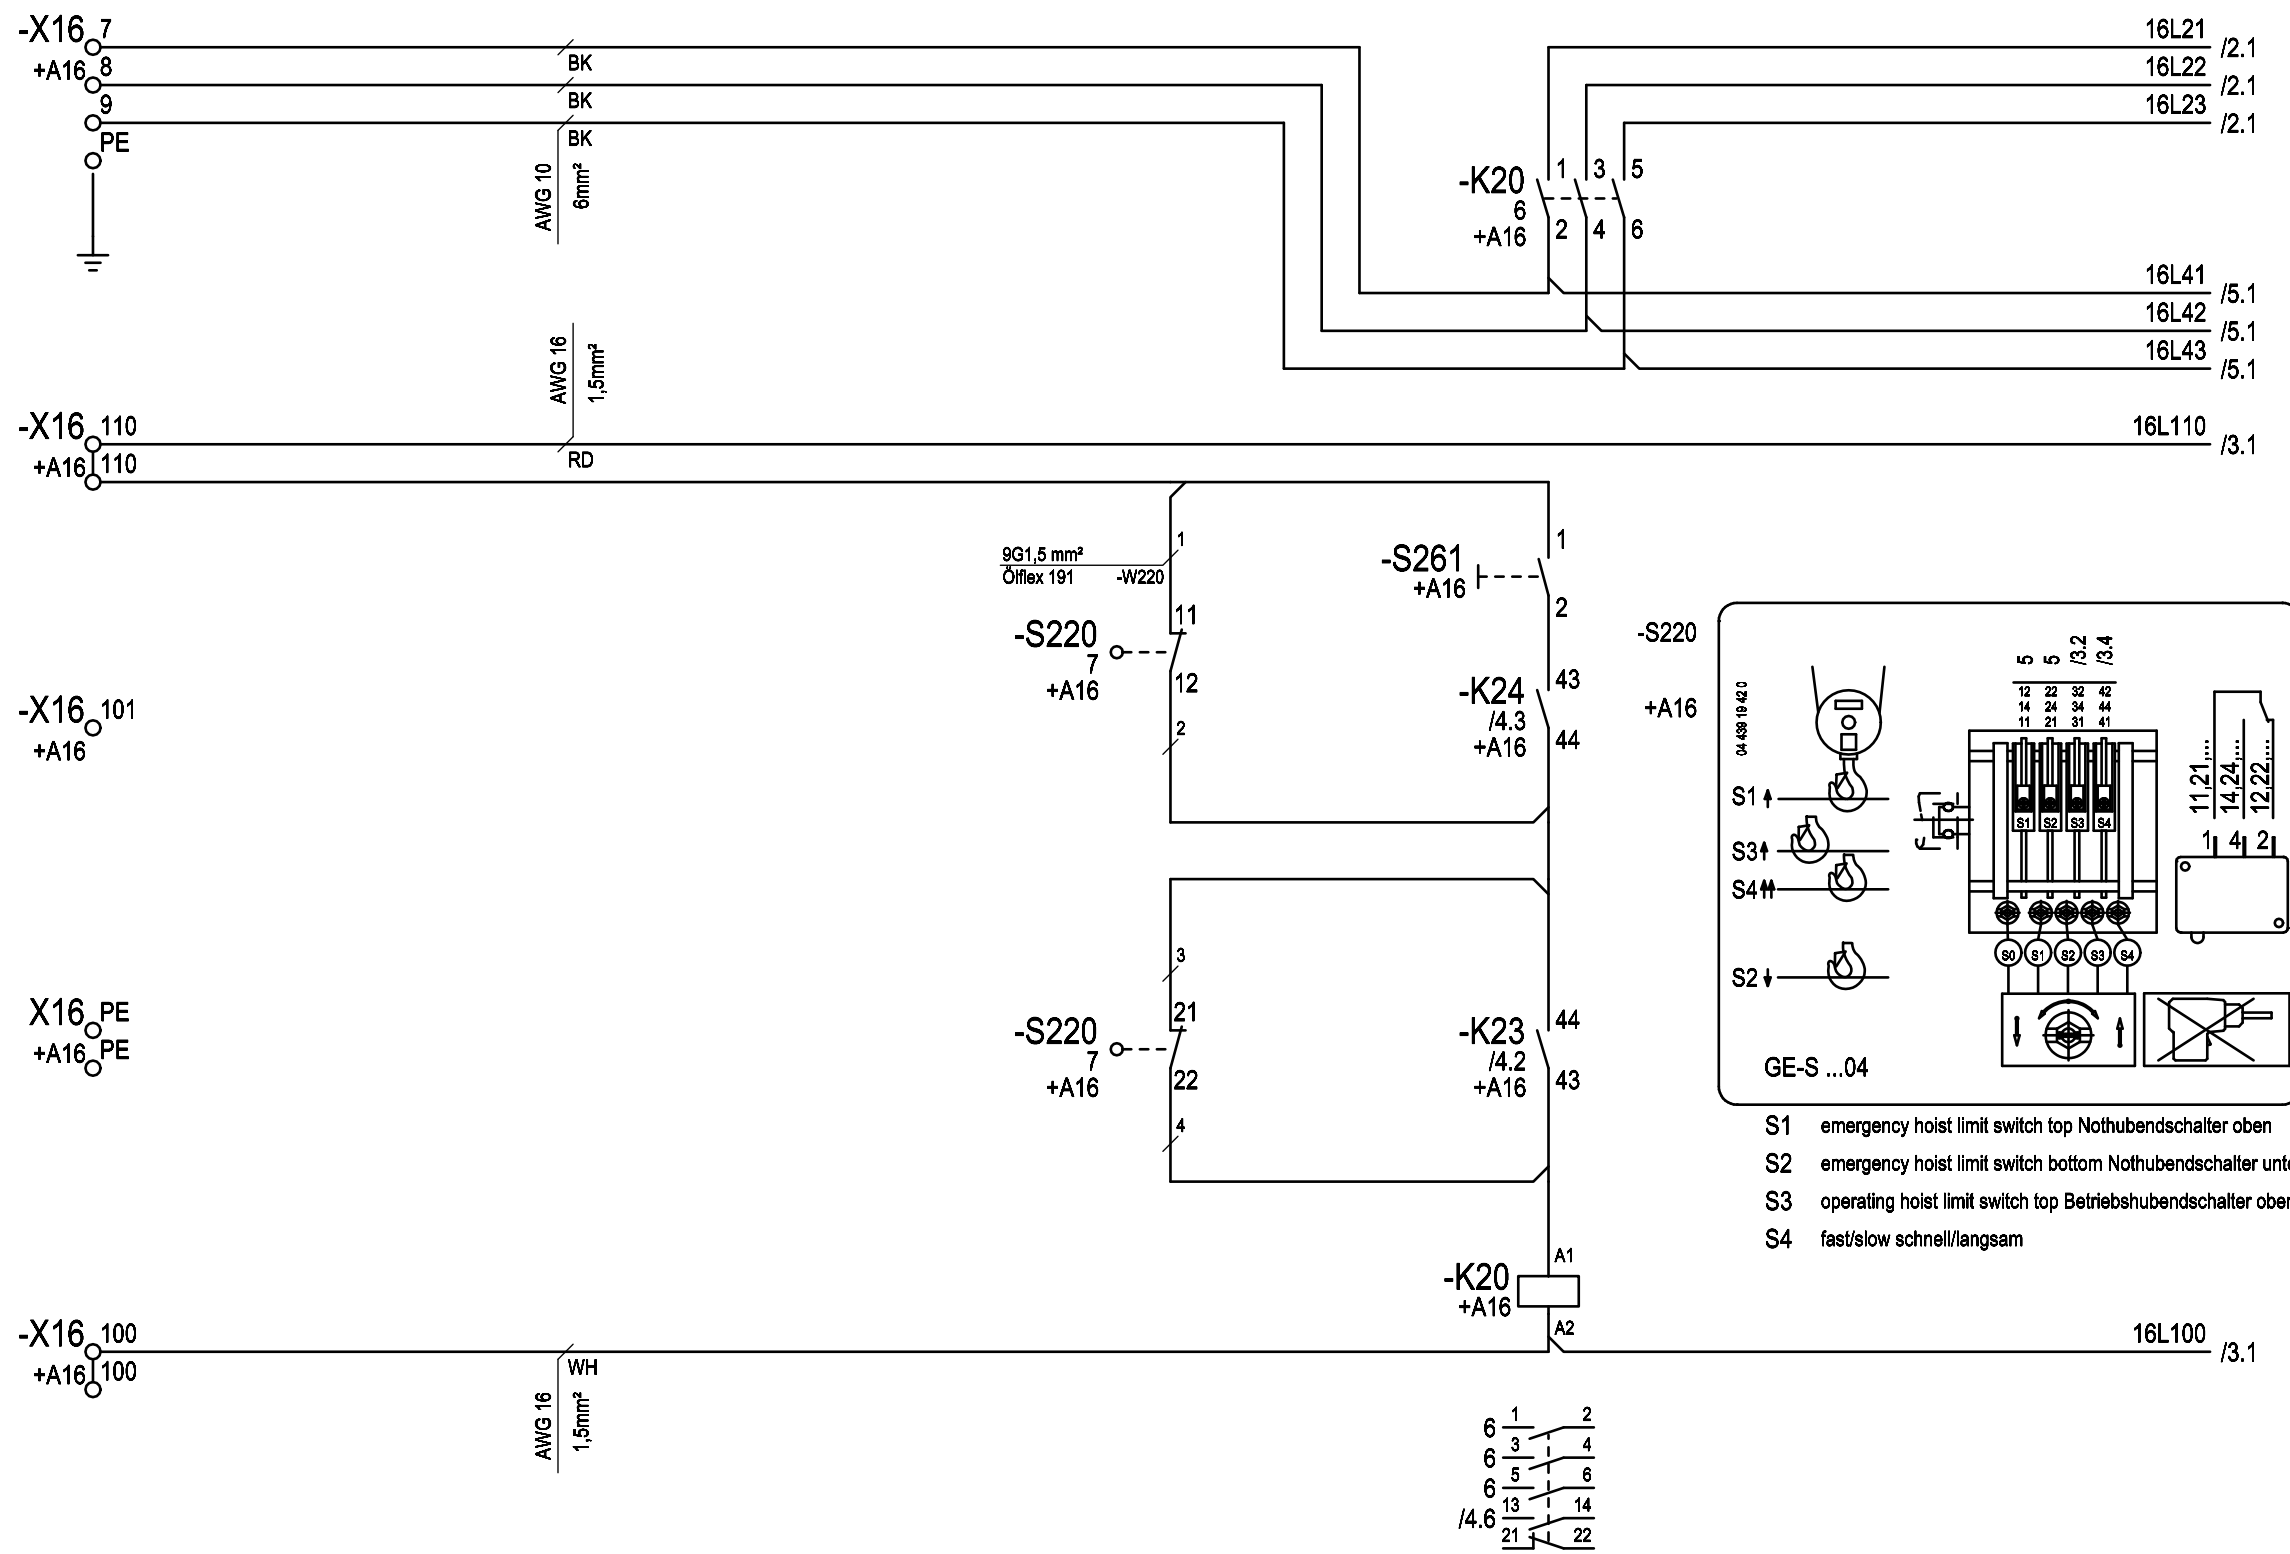 -X16 7
+A16 8
9
PE
BK
BK
BK
AWG 10
6mm²
16L21 /2.1
16L22 /2.1
16L23 /2.1
-K20
6
+A16
1 3 5
2 4 6
16L41 /5.1
16L42 /5.1
16L43 /5.1
AWG 16
1,5mm²
-X16 110
+A16 110
RD
16L110 /3.1
1
9G1,5 mm²
Ölflex 191 -W220
-S220
7
+A16
11
12
2
-S261
+A16
1
2
-K24
/4.3
+A16
43
44
-X16 101
+A16
3
-S220
7
+A16
21
22
4
-K23
/4.2
+A16
44
43
X16 PE
+A16 PE
-S220
+A16
04 439 19 42 0
5 5 /3.2 /3.4
12 22 32 42
14 24 34 44
11 21 31 41
S1 S2 S3 S4
S0 S1 S2 S3 S4
S1
S3
S4
S2
11,21,...
14,24,...
12,22,...
1 4 2
GE-S ...04
S1 emergency hoist limit switch top Nothubendschalter oben
S2 emergency hoist limit switch bottom Nothubendschalter unte
S3 operating hoist limit switch top Betriebshubendschalter oben
S4 fast/slow schnell/langsam
-K20
+A16
A1
A2
-X16 100
+A16 100
WH
AWG 16
1,5mm²
16L100 /3.1
6 1 2
6 3 4
6 5 6
/4.6 13 14
21 22